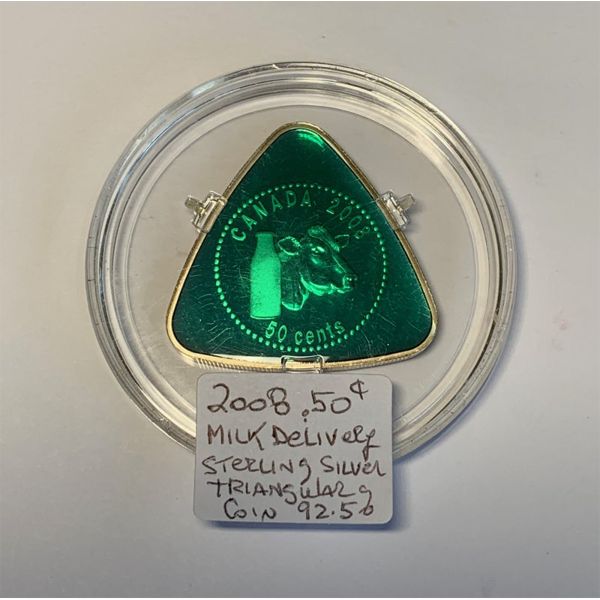 CANADA 2008
50 cents
2008 .50¢
MILK DELIVERY
STERLING SILVER
TRIANGULAR
COIN 92.5